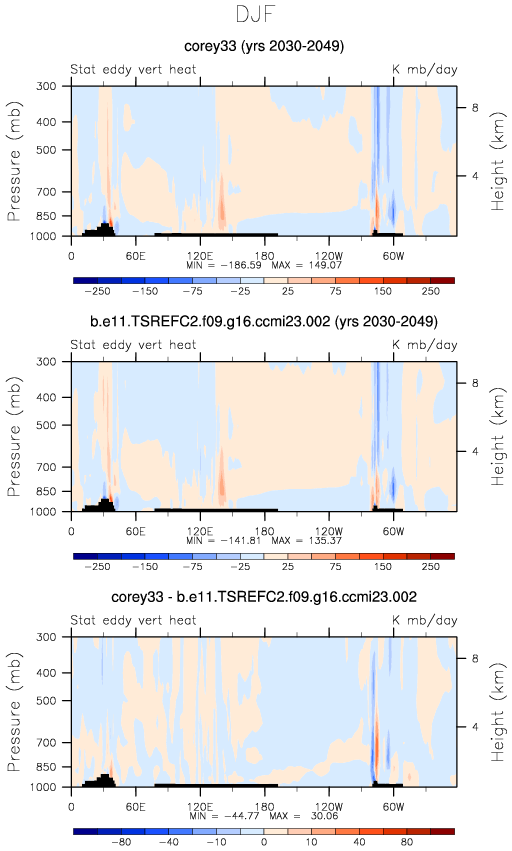 DJF
corey33 (yrs 2030-2049)
Stat eddy vert heat K mb/day
300
400
500
700
850
1000
Pressure (mb)
8
4
Height (km)
0 60E 120E 180 120W 60W
MIN = -186.59 MAX = 149.07
-250 -150 -75 -25 25 75 150 250
b.e11.TSREFC2.f09.g16.ccmi23.002 (yrs 2030-2049)
Stat eddy vert heat K mb/day
300
400
500
700
850
1000
Pressure (mb)
8
4
Height (km)
0 60E 120E 180 120W 60W
MIN = -141.81 MAX = 135.37
-250 -150 -75 -25 25 75 150 250
corey33 - b.e11.TSREFC2.f09.g16.ccmi23.002
Stat eddy vert heat K mb/day
300
400
500
700
850
1000
Pressure (mb)
8
4
Height (km)
0 60E 120E 180 120W 60W
MIN = -44.77 MAX = 30.06
-80 -40 -10 0 10 40 80